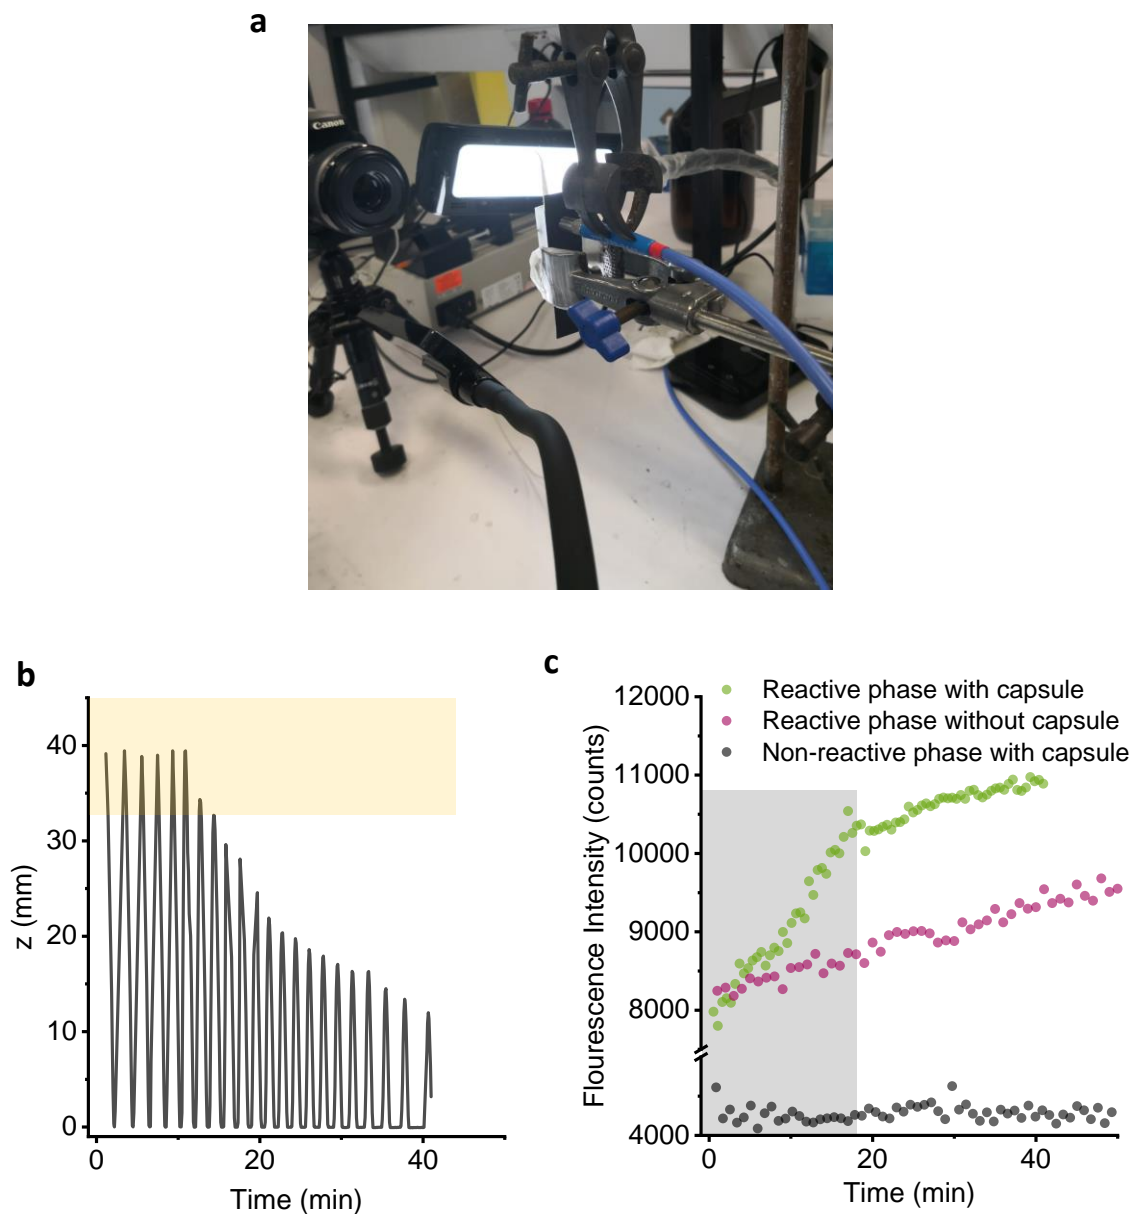 a
Canon
b
z (mm)
40
30
20
10
0
0
20
40
Time (min)
c
Reactive phase with capsule
Reactive phase without capsule
Non-reactive phase with capsule
Flourescence Intensity (counts)
12000
11000
10000
9000
8000
4000
0
20
40
Time (min)